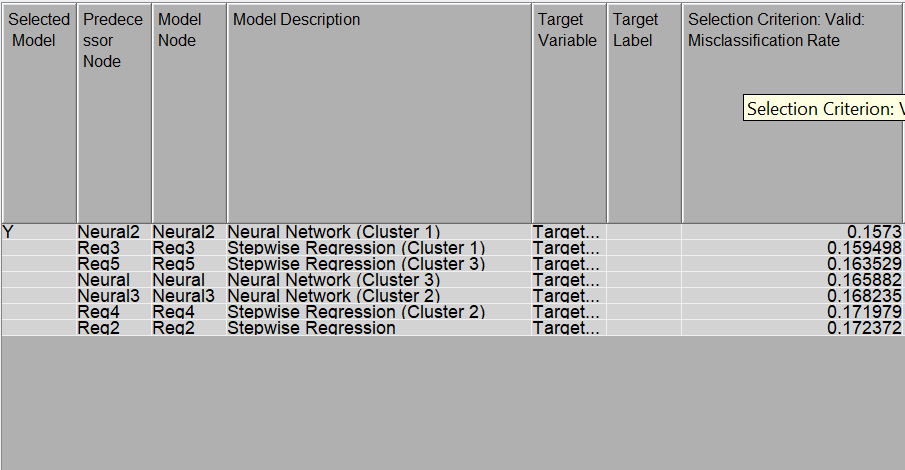 Selected Model Predece ssor Node Model Node Model Description Target Variable Target Label Selection Criterion: Valid: Misclassification Rate
Selection Criterion:
Y Neural2 Neural2 Neural Network (Cluster 1) Target... 0.1573
Reg3 Reg3 Stepwise Regression (Cluster 1) Target... 0.159498
Reg5 Reg5 Stepwise Regression (Cluster 3) Target... 0.163529
Neural Neural Neural Network (Cluster 3) Target... 0.165882
Neural3 Neural3 Neural Network (Cluster 2) Target... 0.168235
Reg4 Reg4 Stepwise Regression (Cluster 2) Target... 0.171979
Reg2 Reg2 Stepwise Regression Target... 0.172372